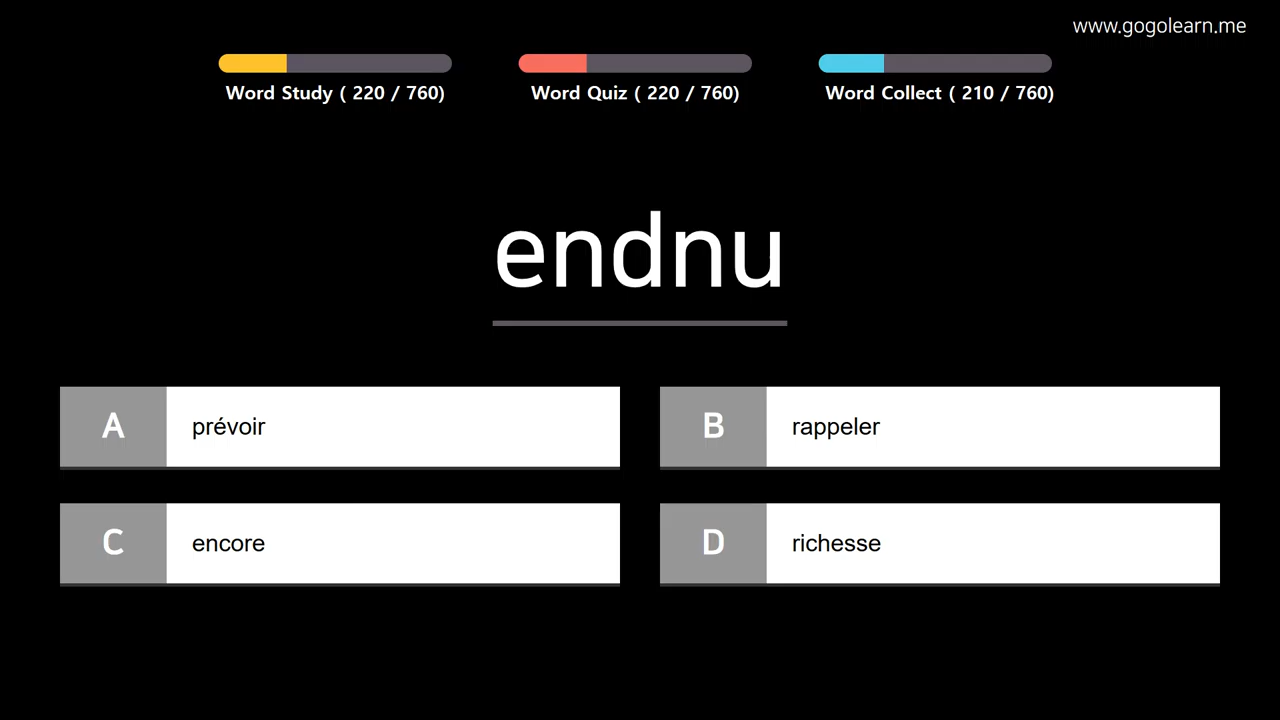 www.gogolearn.me
Word Study ( 220 / 760)
Word Quiz ( 220 / 760)
Word Collect ( 210 / 760)
endnu
A prévoir
B rappeler
C encore
D richesse